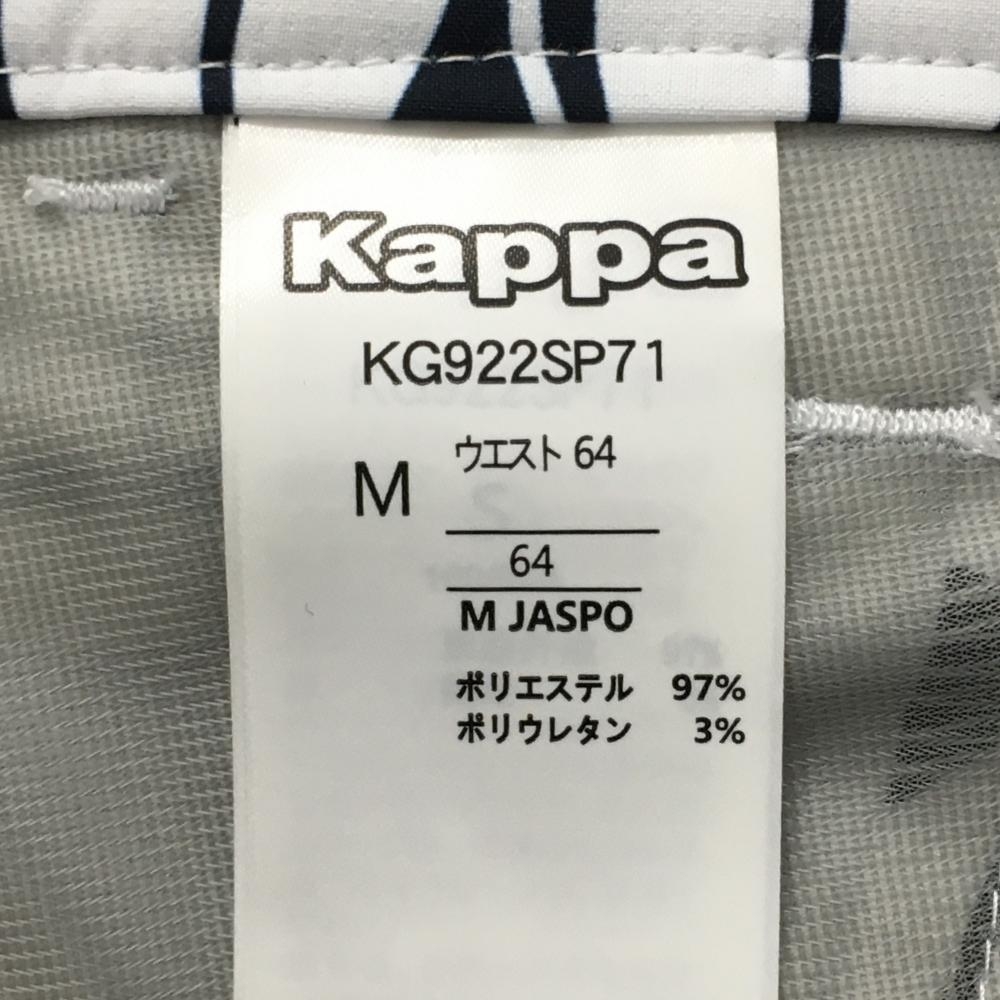 Kappa
KG922SP71
M
ウエスト 64
64
M JASPO
ポリエステル 97%
ポリウレタン 3%